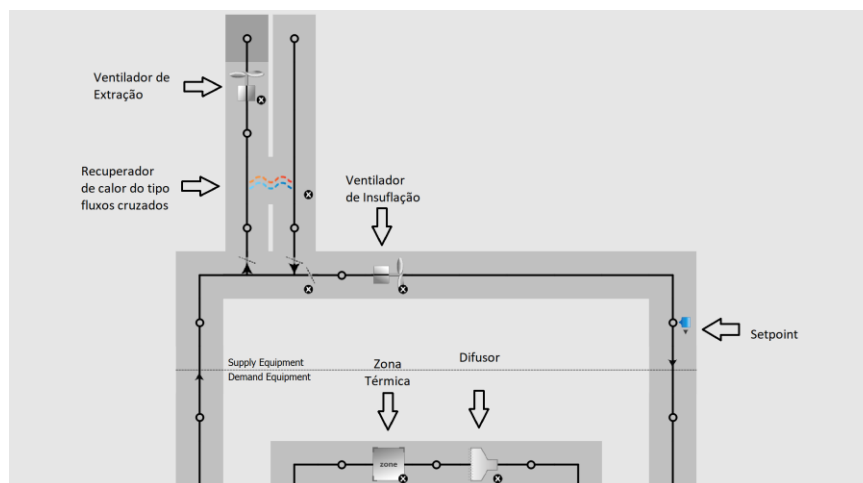 Ventilador de
Extração
Recuperador
de calor do tipo
fluxos cruzados
Ventilador
de Insuflação
Setpoint
Supply Equipment
Demand Equipment
Zona
Térmica
Difusor
zone